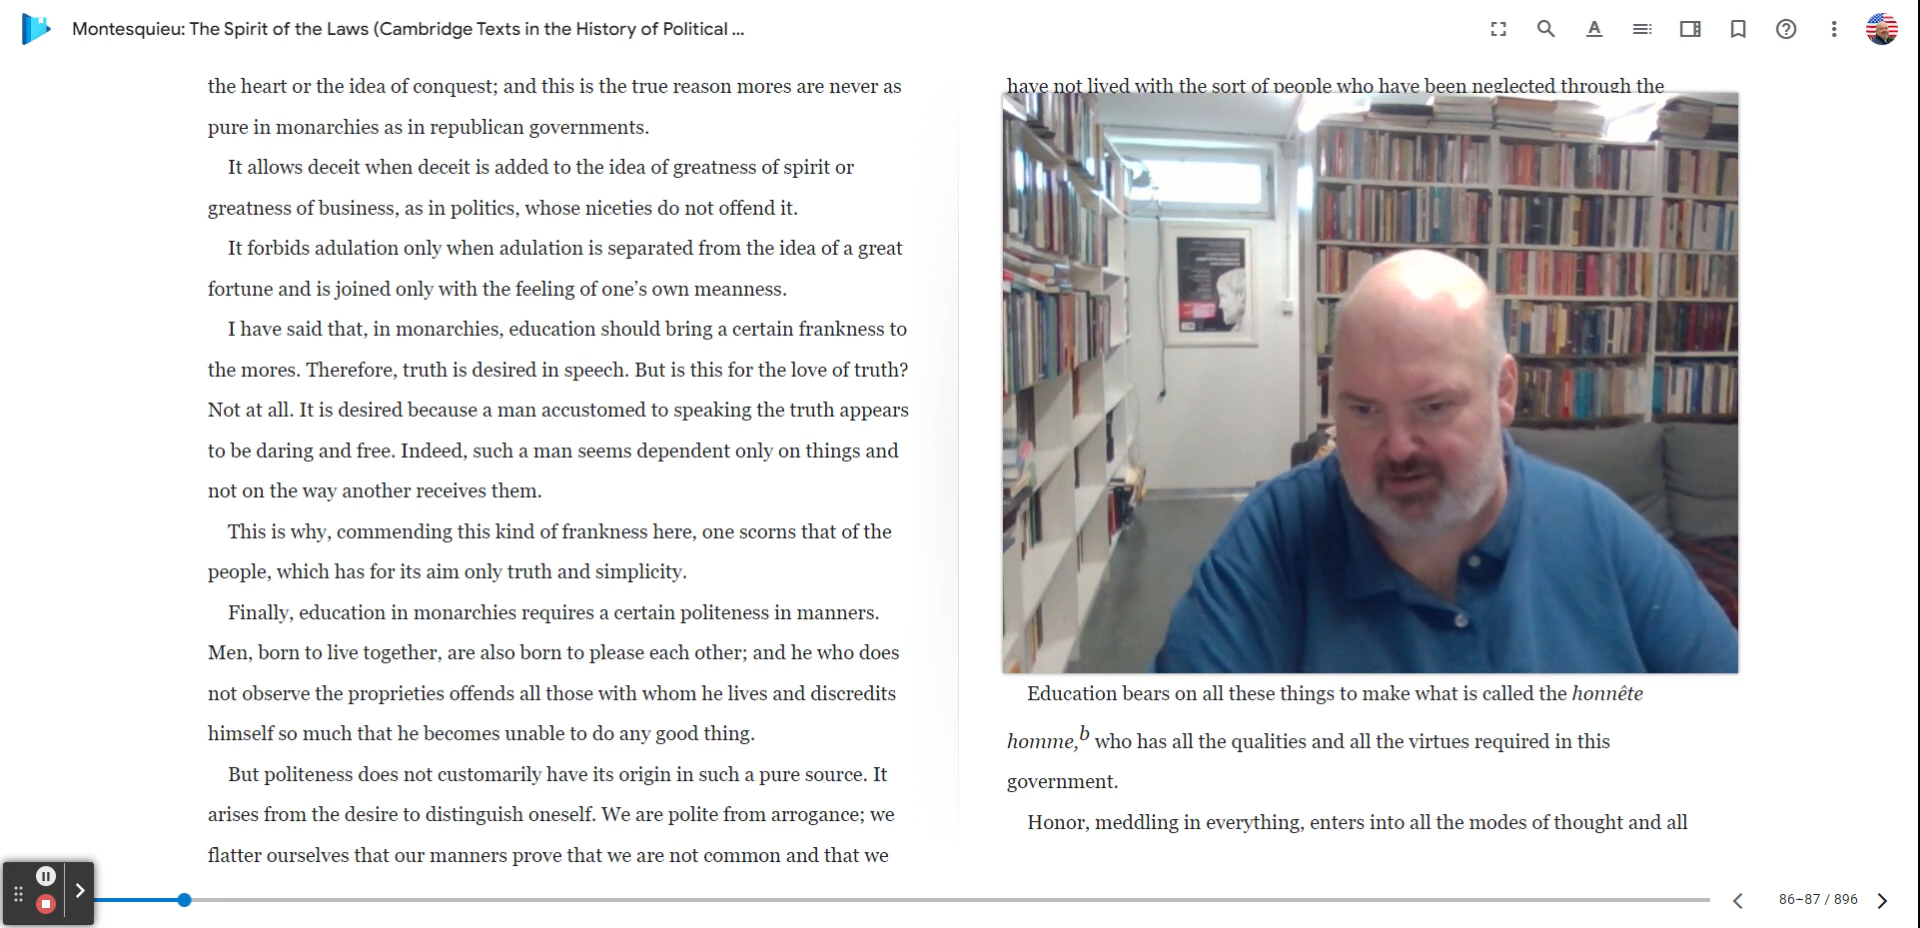 Montesquieu: The Spirit of the Laws (Cambridge Texts in the History of Political ...
the heart or the idea of conquest; and this is the true reason mores are never as
pure in monarchies as in republican governments.
It allows deceit when deceit is added to the idea of greatness of spirit or
greatness of business, as in politics, whose niceties do not offend it.
It forbids adulation only when adulation is separated from the idea of a great
fortune and is joined only with the feeling of one’s own meanness.
I have said that, in monarchies, education should bring a certain frankness to
the mores. Therefore, truth is desired in speech. But is this for the love of truth?
Not at all. It is desired because a man accustomed to speaking the truth appears
to be daring and free. Indeed, such a man seems dependent only on things and
not on the way another receives them.
This is why, commending this kind of frankness here, one scorns that of the
people, which has for its aim only truth and simplicity.
Finally, education in monarchies requires a certain politeness in manners.
Men, born to live together, are also born to please each other; and he who does
not observe the proprieties offends all those with whom he lives and discredits
himself so much that he becomes unable to do any good thing.
But politeness does not customarily have its origin in such a pure source. It
arises from the desire to distinguish oneself. We are polite from arrogance; we
flatter ourselves that our manners prove that we are not common and that we
have not lived with the sort of people who have been neglected through the
Education bears on all these things to make what is called the honnête
homme,b who has all the qualities and all the virtues required in this
government.
Honor, meddling in everything, enters into all the modes of thought and all
86–87 / 896